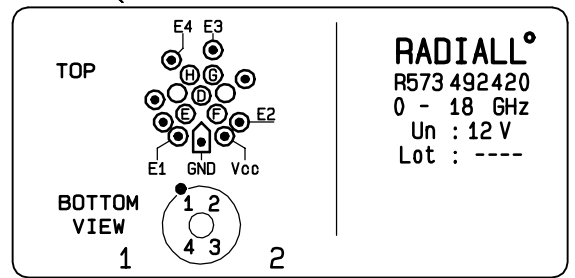 E4 E3
TOP
H G
D
E F
E2
E1 GND Vcc
BOTTOM
VIEW
1 2
4 3
1 2
RADIALL°
R573 492420
0 - 18 GHz
Un : 12 V
Lot : ----